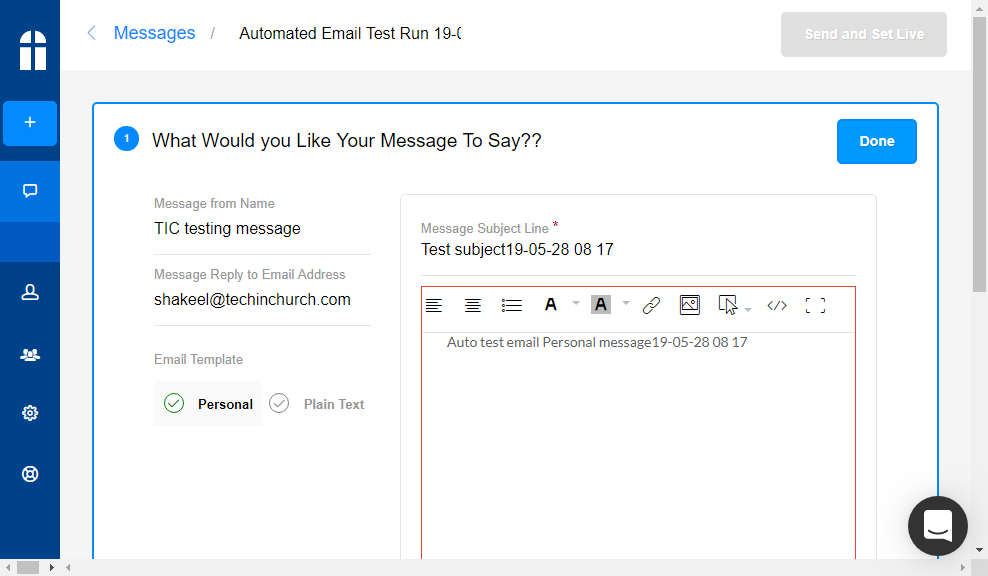 Messages / Automated Email Test Run 19-0
Send and Set Live
+
1 What Would you Like Your Message To Say??
Done
Message from Name
TIC testing message
Message Reply to Email Address
shakeel@techinchurch.com
Email Template
Personal
Plain Text
Message Subject Line *
Test subject19-05-28 08 17
A A </>
Auto test email Personal message19-05-28 08 17